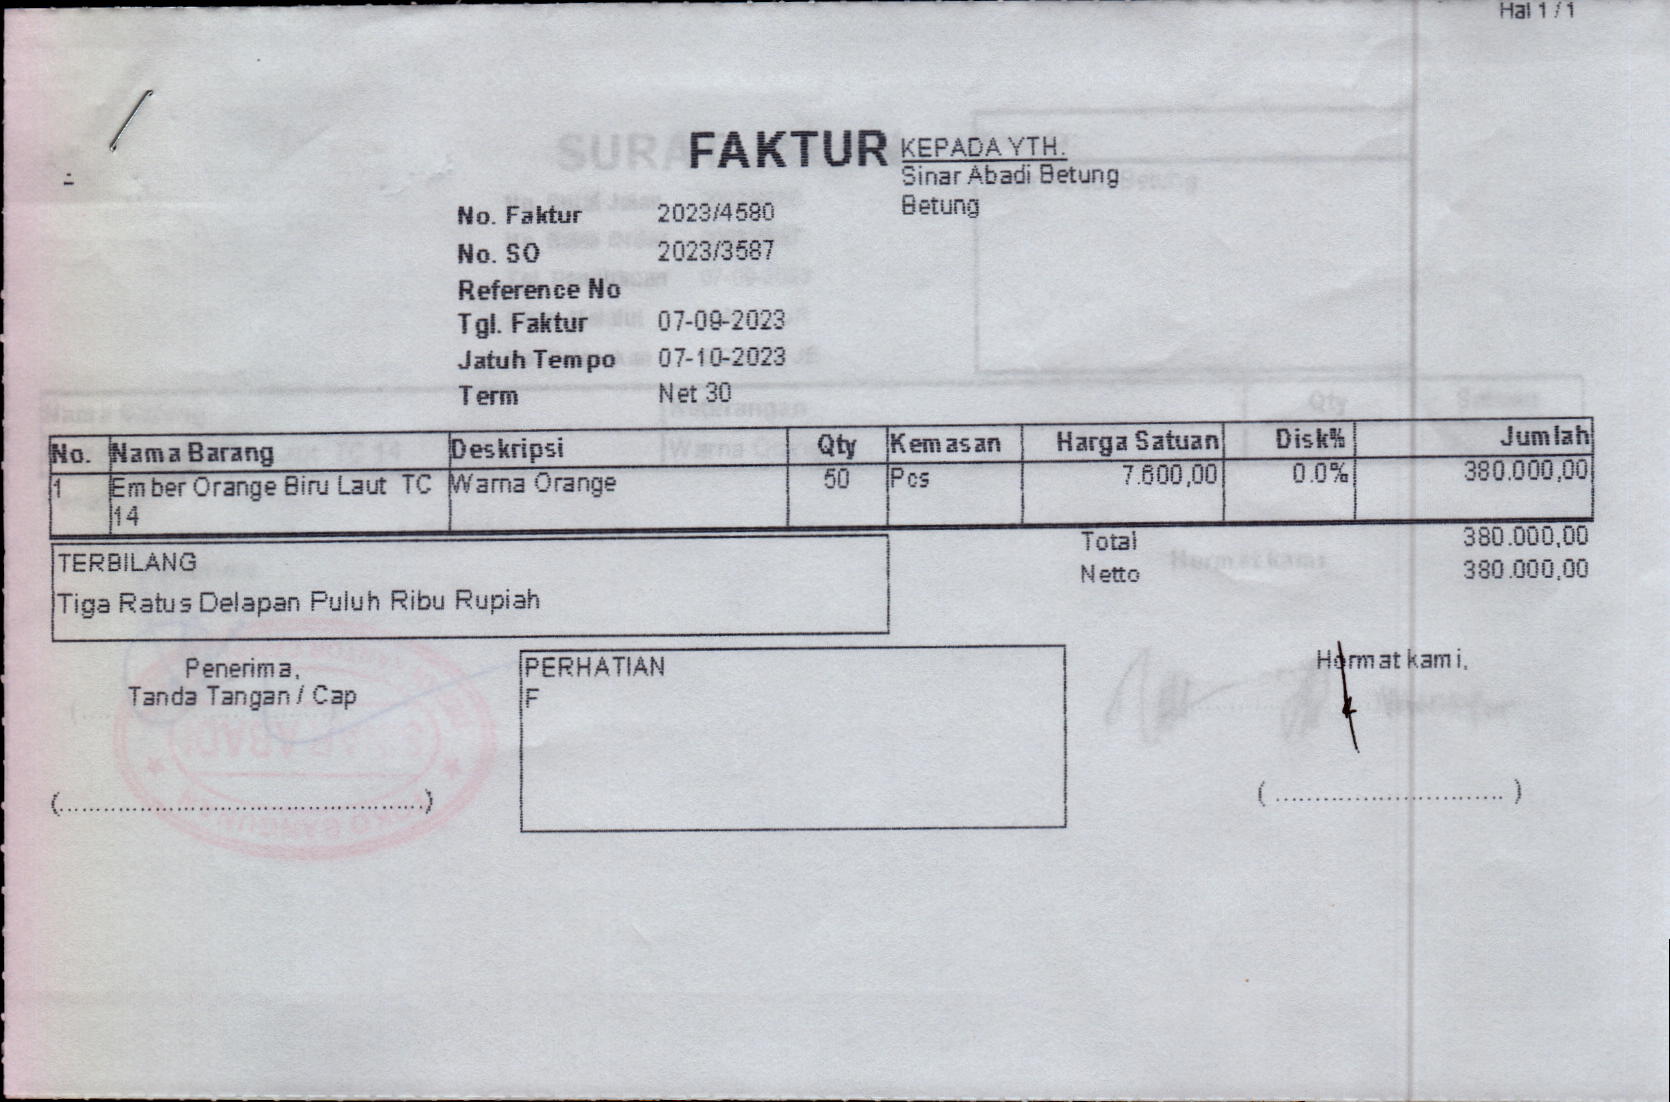 Hal 1 / 1
FAKTUR
KEPADA YTH.
Sinar Abadi Betung
Betung
No. Faktur 2023/4580
No. SO 2023/3587
Reference No
Tgl. Faktur 07-09-2023
Jatuh Tempo 07-10-2023
Term Net 30
No. Nama Barang Deskripsi Qty Kemasan Harga Satuan Disk% Jumlah
1 Ember Orange Biru Laut TC 14 Warna Orange 50 Pcs 7.600,00 0.0% 380.000,00
Total 380.000,00
Netto 380.000,00
TERBILANG
Tiga Ratus Delapan Puluh Ribu Rupiah
Penerima,
Tanda Tangan / Cap
PERHATIAN
F
Hormat kami,
(..............................................)
( ............................ )